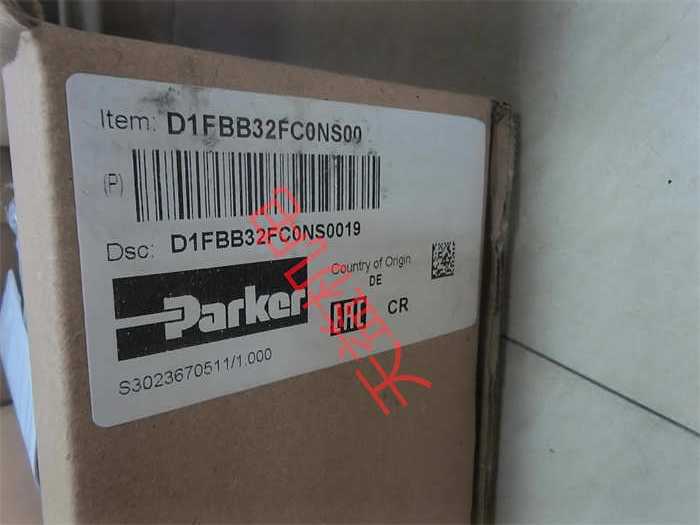 Item: D1FBB32FC0NS00
(P)
Dsc: D1FBB32FC0NS0019
Country of Origin
DE
Parker
EAC
CR
S3023670511/1.000